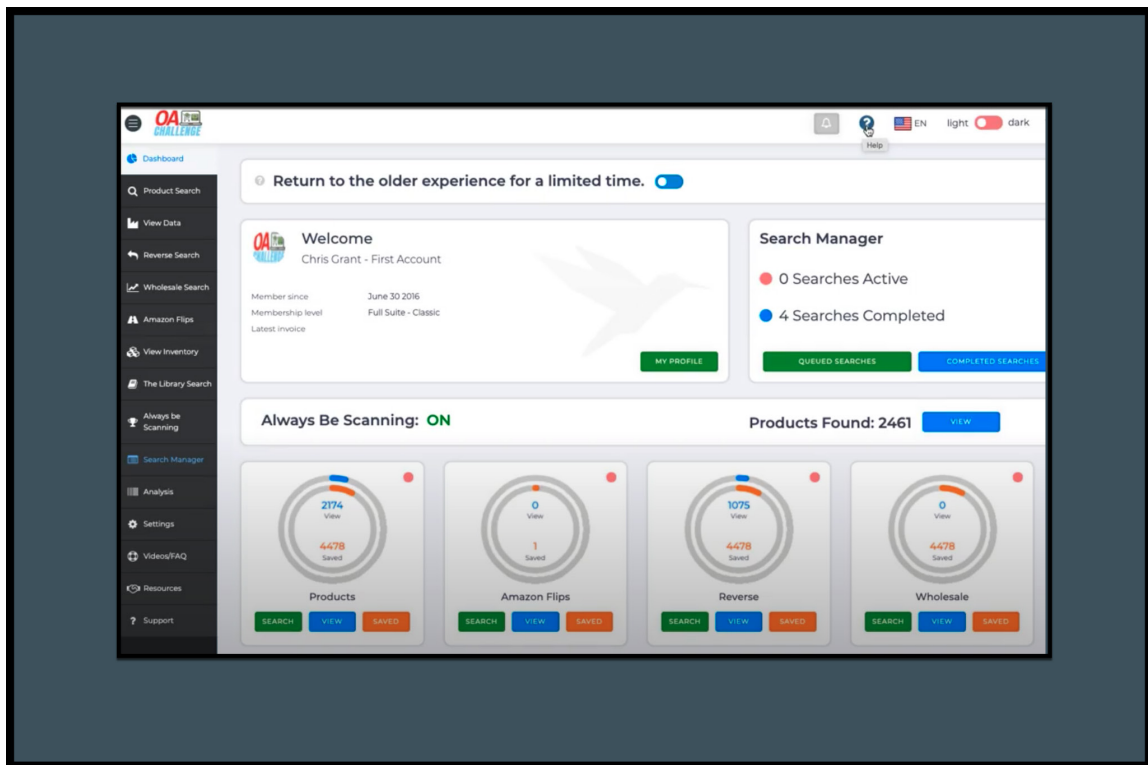 OA
CHALLENGE
EN
light
dark
Help
Dashboard
Product Search
View Data
Reverse Search
Wholesale Search
Amazon Flips
View Inventory
The Library Search
Always be
Scanning
Search Manager
Analysis
Settings
Videos/FAQ
Resources
Support
Return to the older experience for a limited time.
OA
CHALLENGE
Welcome
Chris Grant - First Account
Member since June 30 2016
Membership level Full Suite - Classic
Latest invoice
MY PROFILE
Search Manager
0 Searches Active
4 Searches Completed
QUEUED SEARCHES
COMPLETED SEARCHES
Always Be Scanning: ON
Products Found: 2461
VIEW
2174
View
4478
Saved
Products
SEARCH VIEW SAVED
0
View
1
Saved
Amazon Flips
SEARCH VIEW SAVED
1075
View
4478
Saved
Reverse
SEARCH VIEW SAVED
0
View
4478
Saved
Wholesale
SEARCH VIEW SAVED